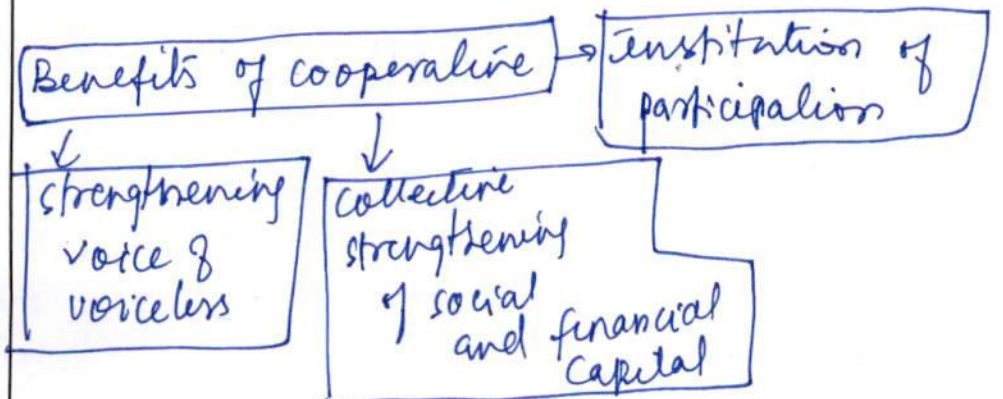 Benefits of cooperative
institution of
participation
strengthening
voice of
voiceless
collective
strengthening
of social
and financial
capital